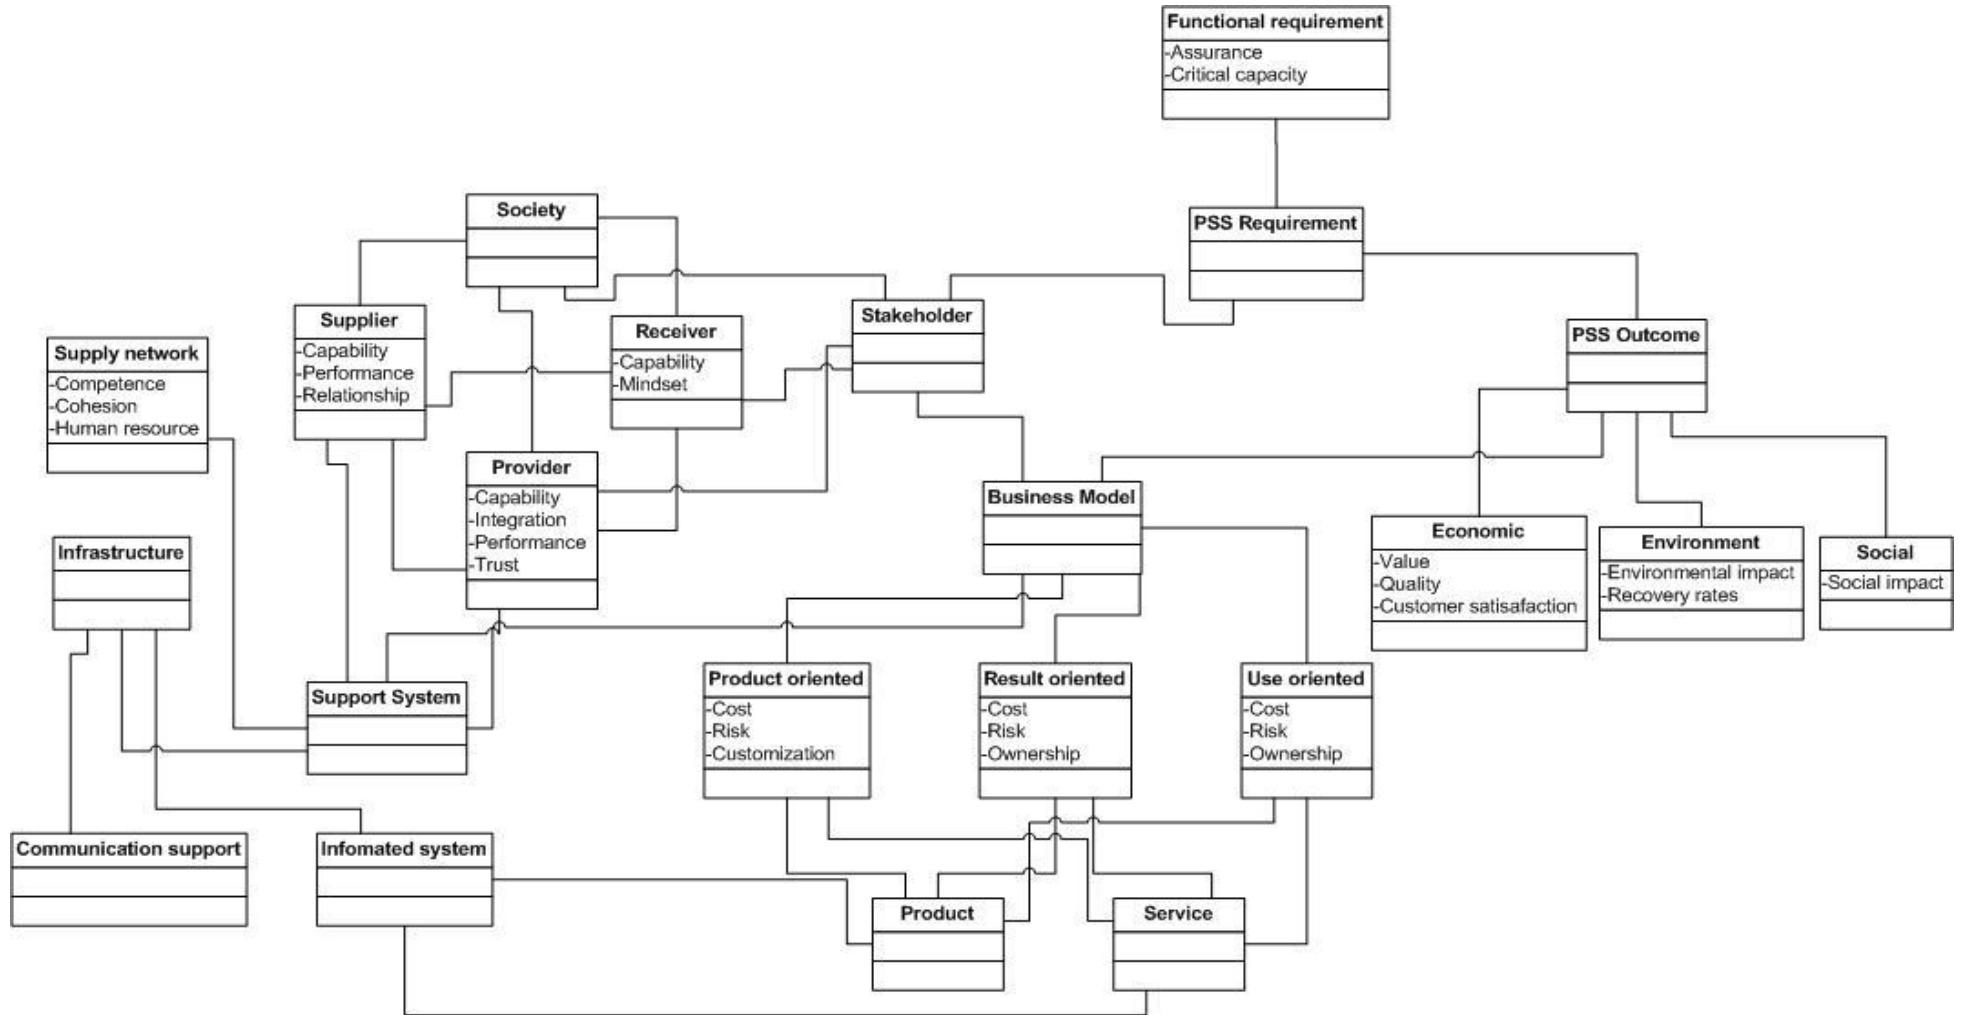 Functional requirement
-Assurance
-Critical capacity
Society
PSS Requirement
Supplier
-Capability
-Performance
-Relationship
Receiver
-Capability
-Mindset
Stakeholder
PSS Outcome
Supply network
-Competence
-Cohesion
-Human resource
Provider
-Capability
-Integration
-Performance
-Trust
Business Model
Economic
-Value
-Quality
-Customer satisafaction
Environment
-Environmental impact
-Recovery rates
Social
-Social impact
Infrastructure
Support System
Product oriented
-Cost
-Risk
-Customization
Result oriented
-Cost
-Risk
-Ownership
Use oriented
-Cost
-Risk
-Ownership
Communication support
Infomated system
Product
Service